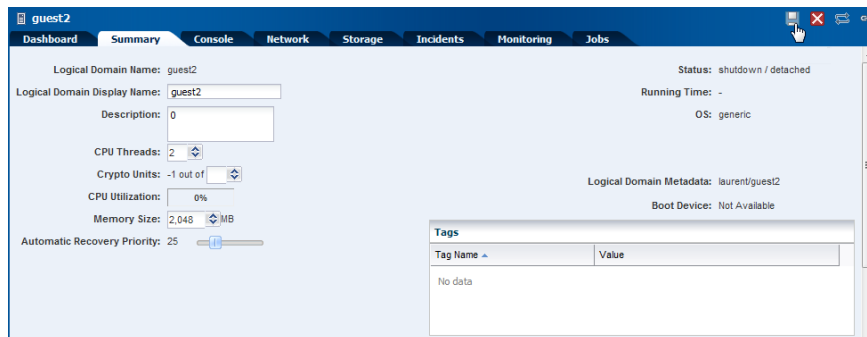 guest2
Dashboard Summary Console Network Storage Incidents Monitoring Jobs
Logical Domain Name: guest2
Logical Domain Display Name: guest2
Description: 0
CPU Threads: 2
Crypto Units: -1 out of
CPU Utilization: 0%
Memory Size: 2,048 MB
Automatic Recovery Priority: 25
Status: shutdown / detached
Running Time: -
OS: generic
Logical Domain Metadata: laurent/guest2
Boot Device: Not Available
Tags
Tag Name Value
No data